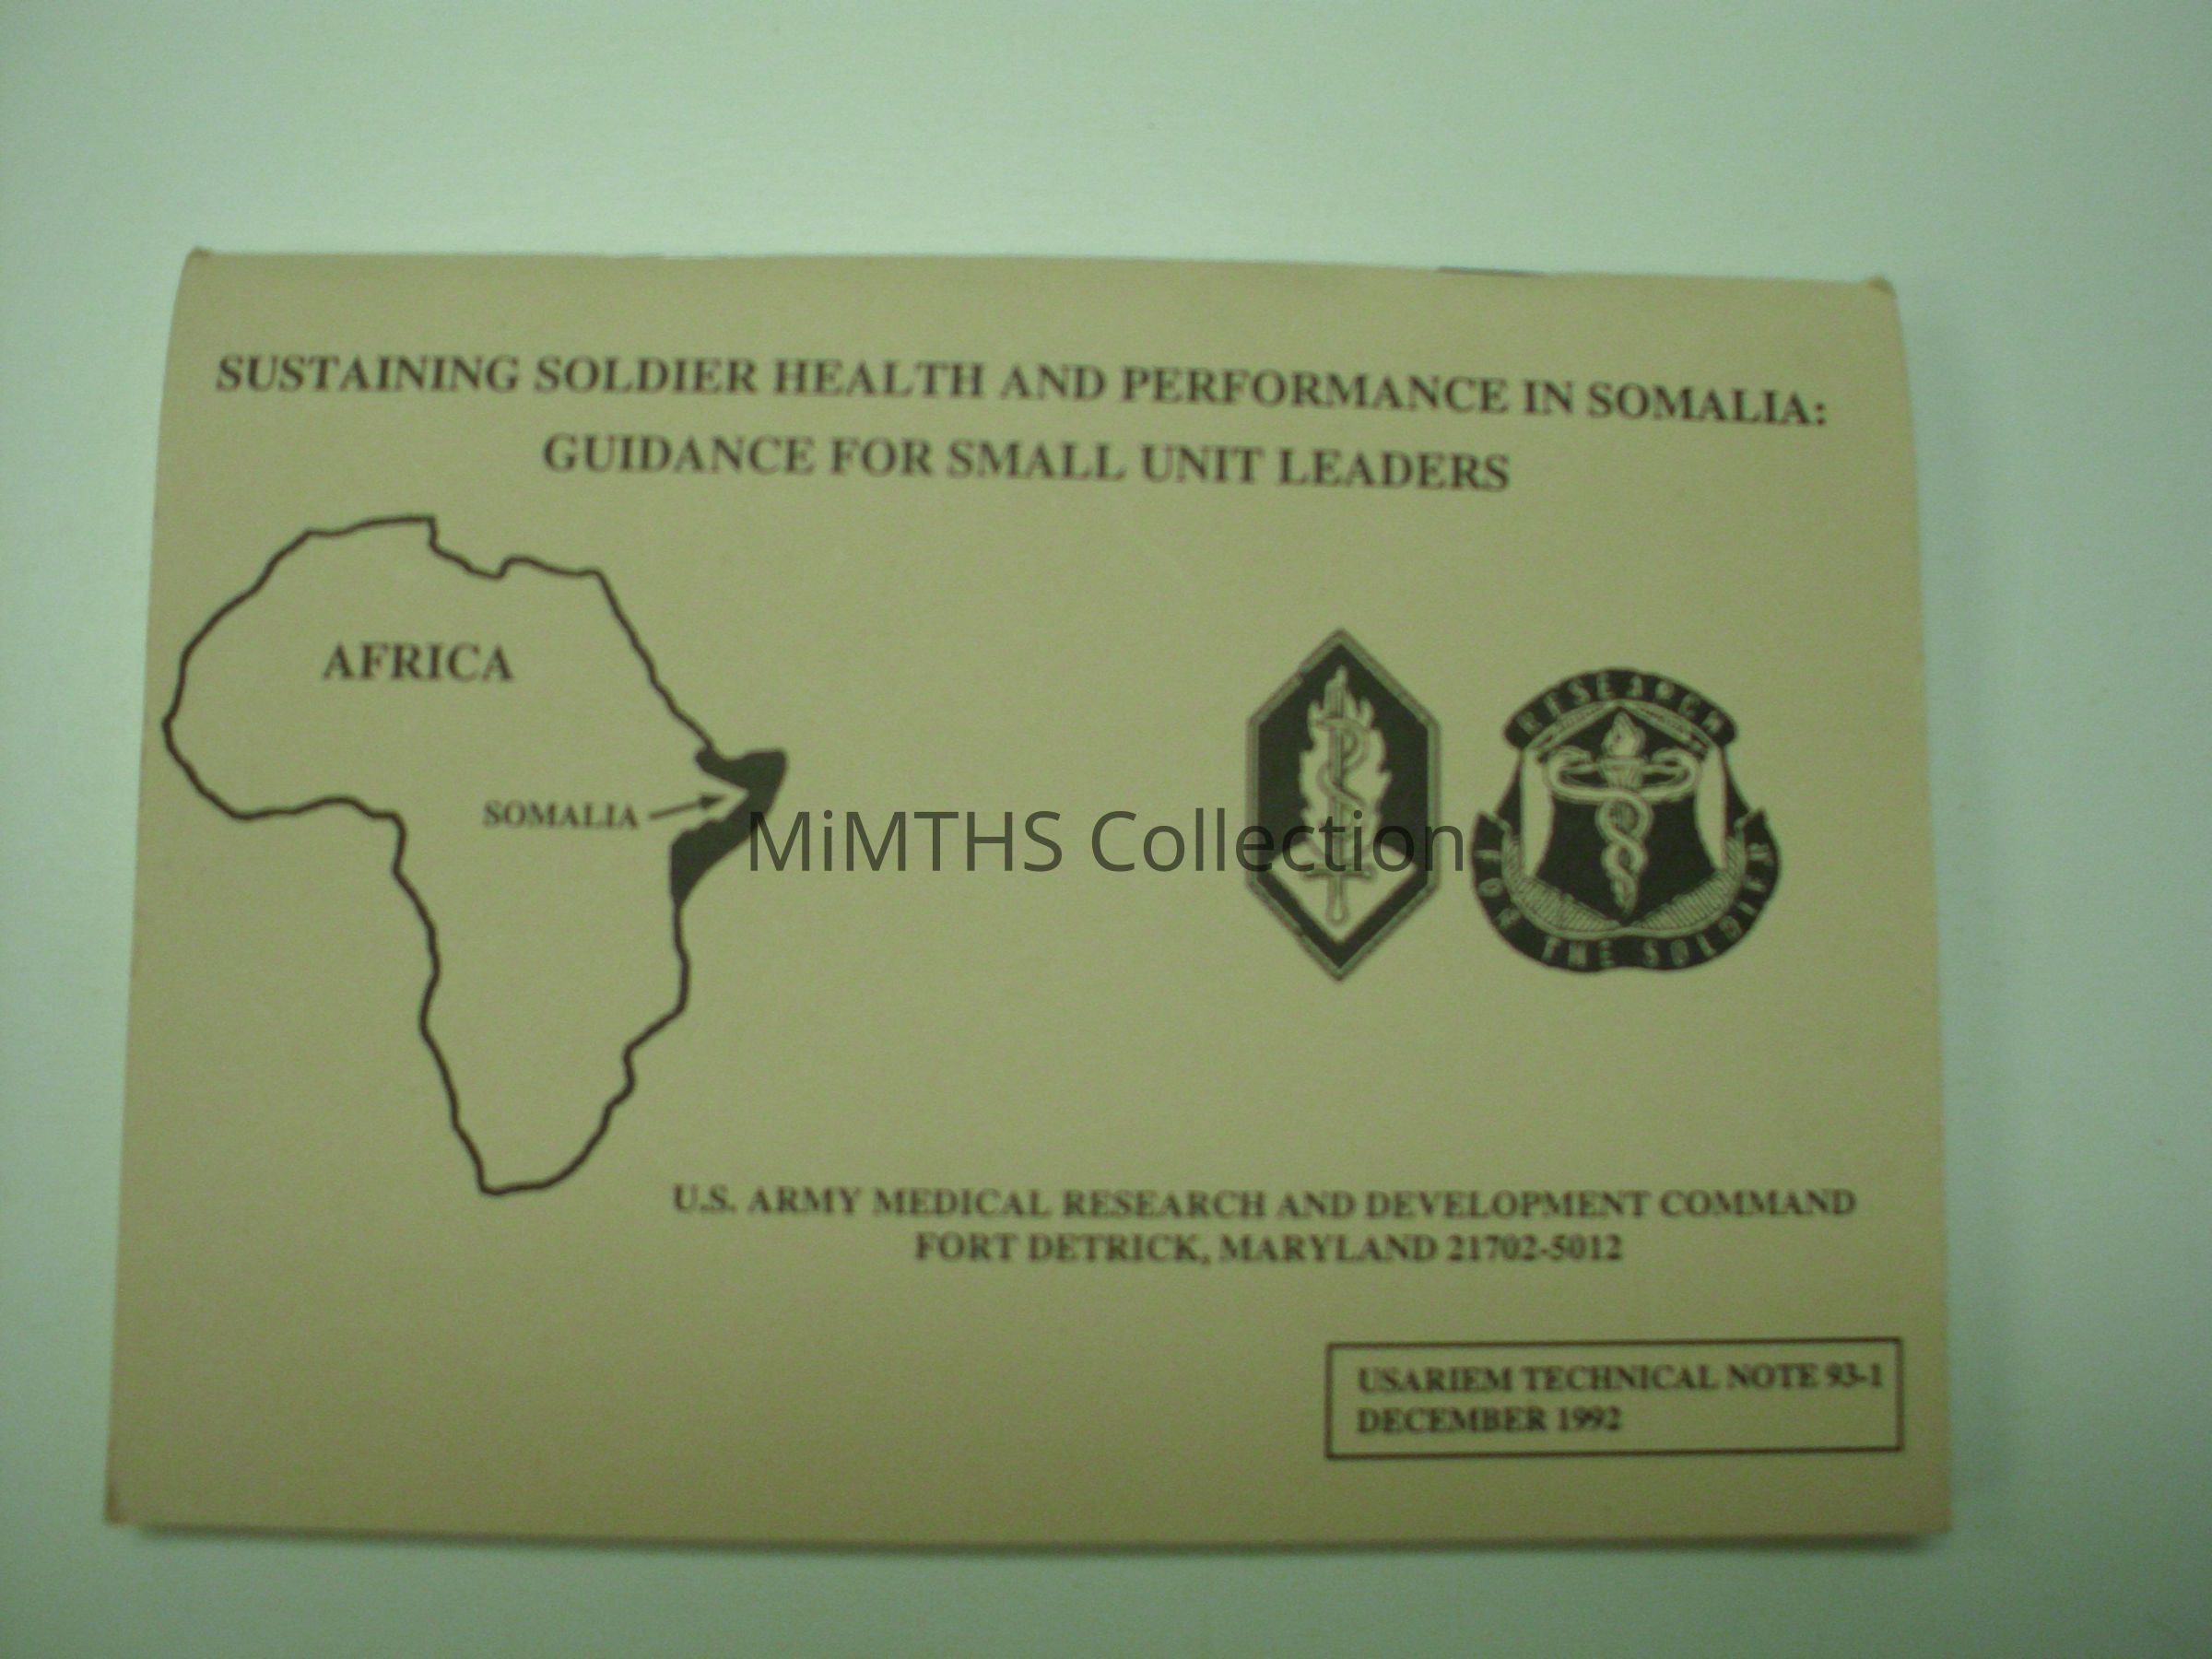 SUSTAINING SOLDIER HEALTH AND PERFORMANCE IN SOMALIA:
GUIDANCE FOR SMALL UNIT LEADERS
AFRICA
SOMALIA
MiMTHS Collection
RESEARCH
FOR THE SOLDIER
U.S. ARMY MEDICAL RESEARCH AND DEVELOPMENT COMMAND
FORT DETRICK, MARYLAND 21702-5012
USARIEM TECHNICAL NOTE 93-1
DECEMBER 1992